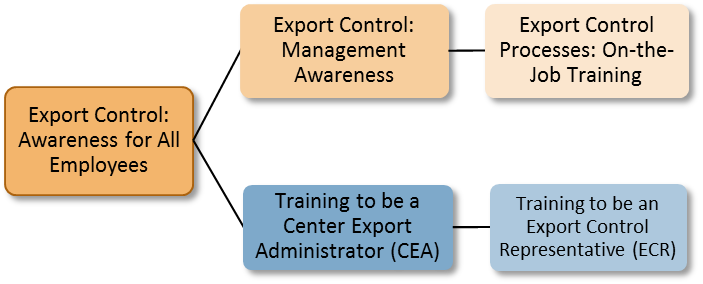 Export Control:
Management
Awareness
Export Control
Processes: On-the-
Job Training
Export Control:
Awareness for All
Employees
Training to be a
Center Export
Administrator (CEA)
Training to be an
Export Control
Representative (ECR)